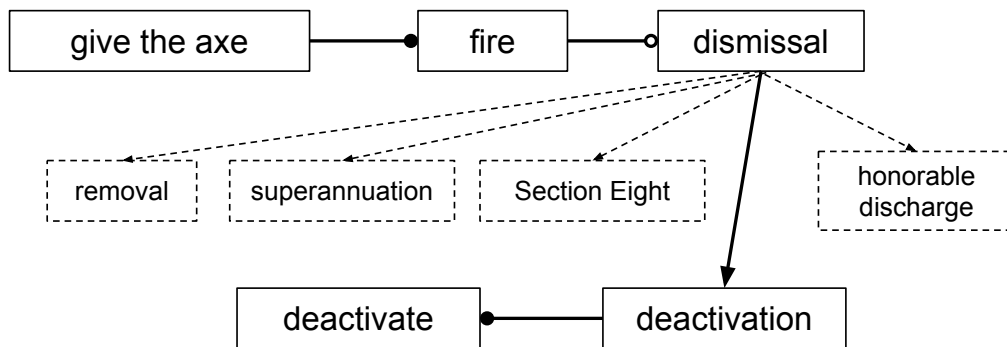 give the axe
fire
dismissal
removal
superannuation
Section Eight
honorable
discharge
deactivate
deactivation